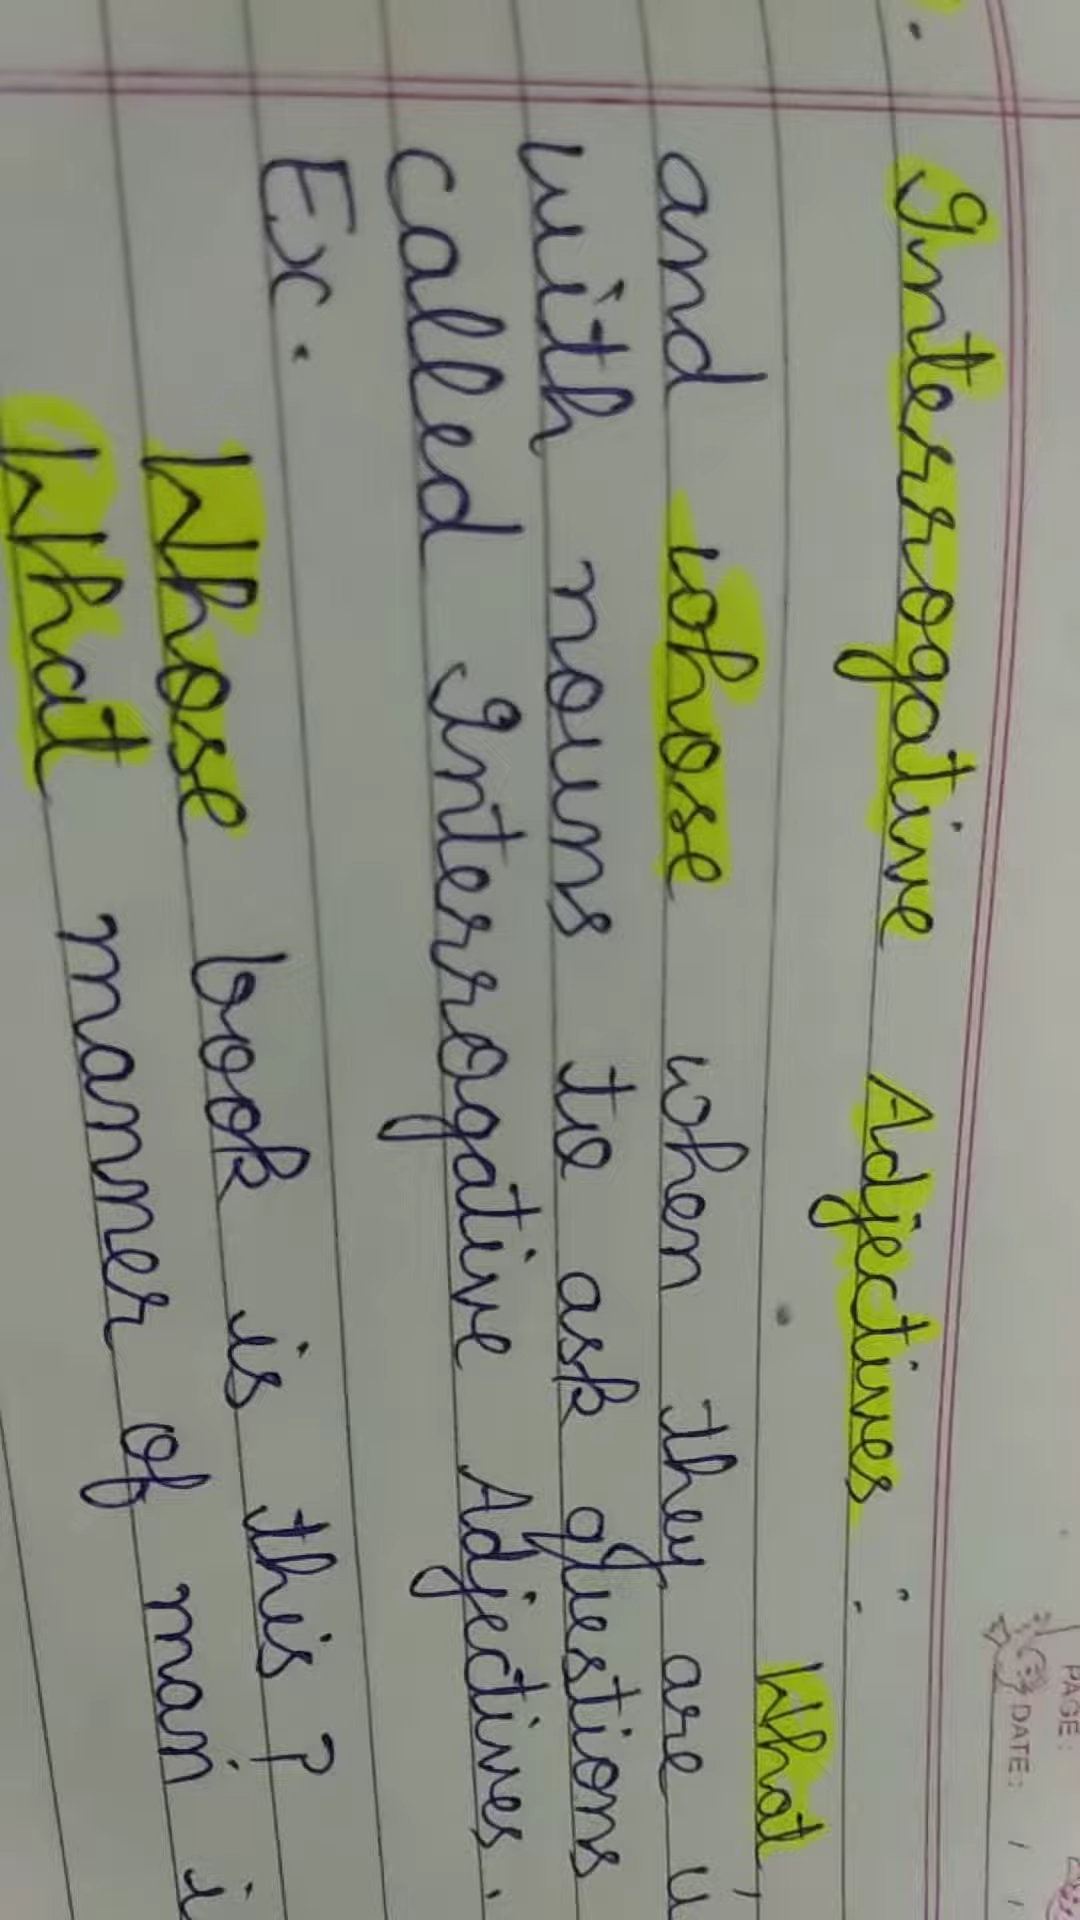 PAGE:
DATE: / /
Interrogative Adjectives :
What,
and whose when they are u
with nouns to ask questions
called Interrogative Adjectives.
Ex.
Whose book is this?
What manner of man i